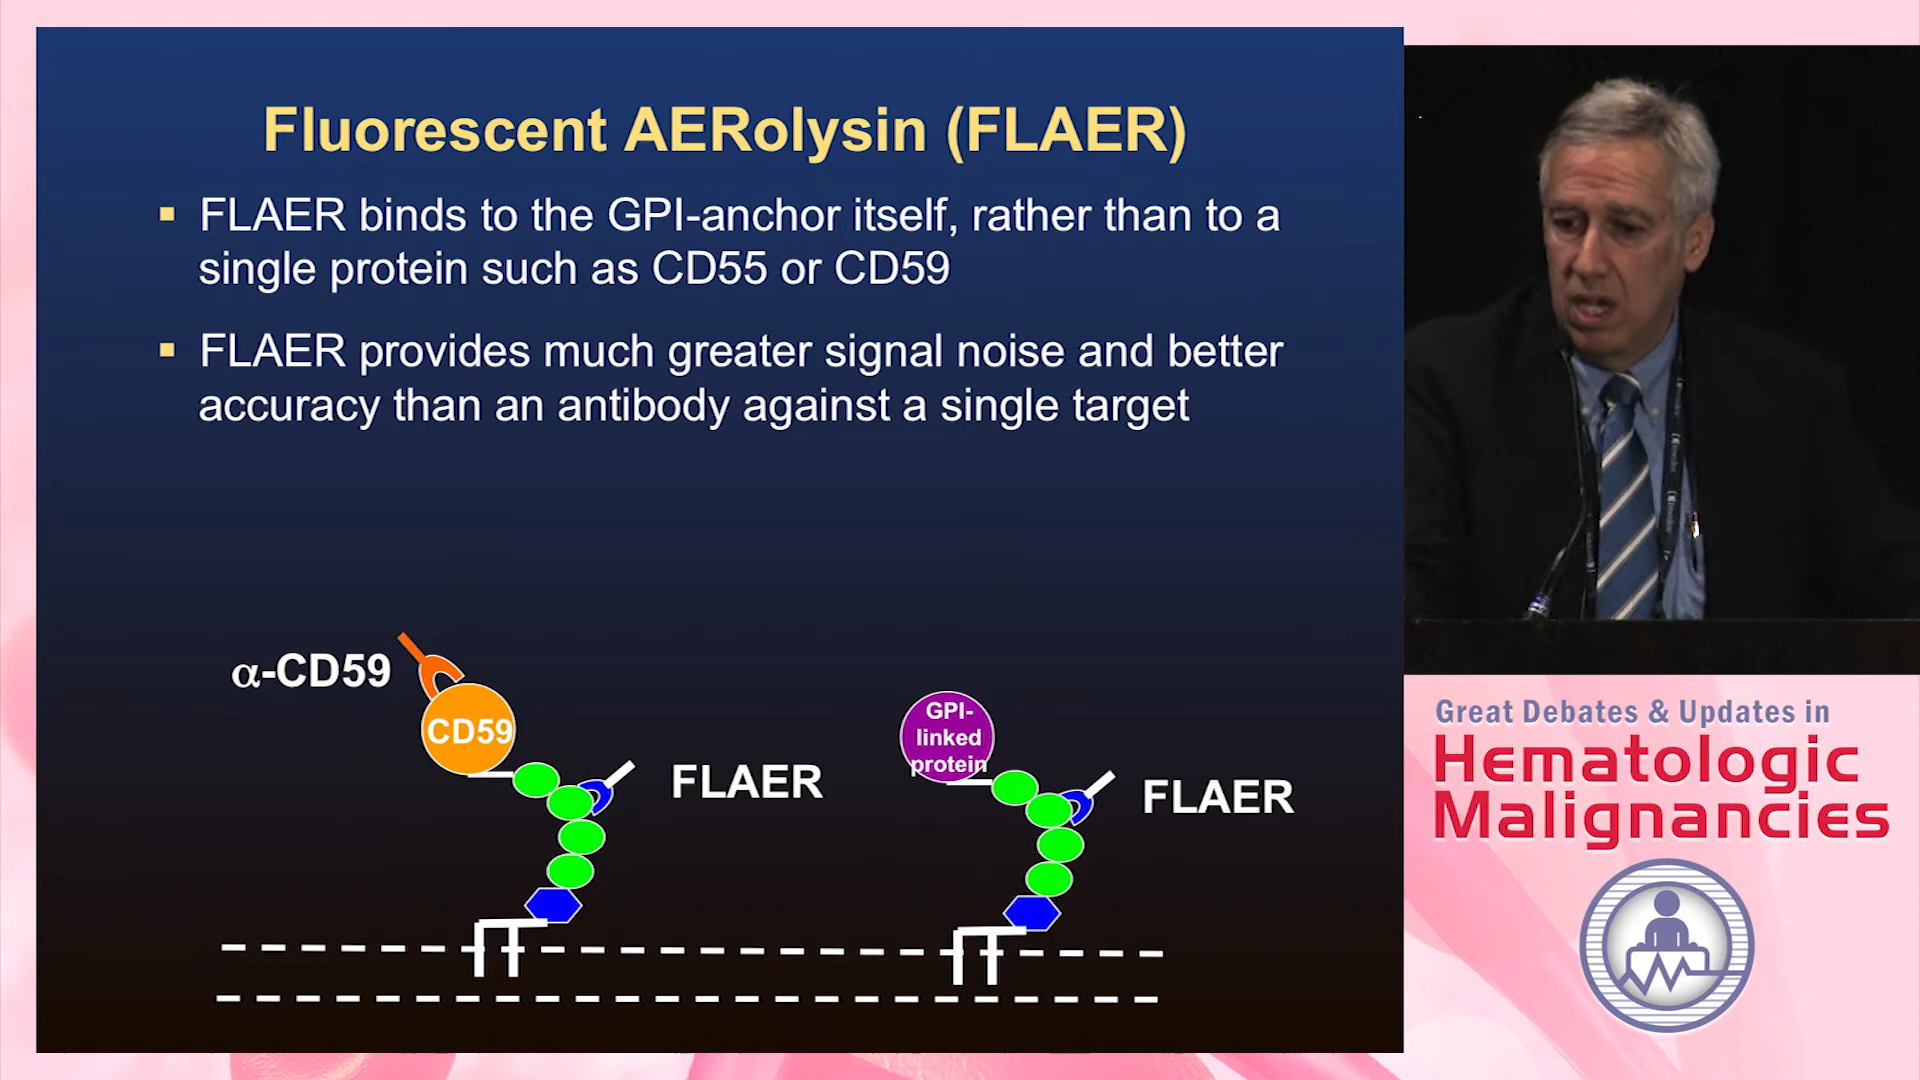 Fluorescent AERolysin (FLAER)
FLAER binds to the GPI-anchor itself, rather than to a
single protein such as CD55 or CD59
FLAER provides much greater signal noise and better
accuracy than an antibody against a single target
α-CD59
CD59
FLAER
GPI-
linked
protein
FLAER
Great Debates & Updates in
Hematologic
Malignancies